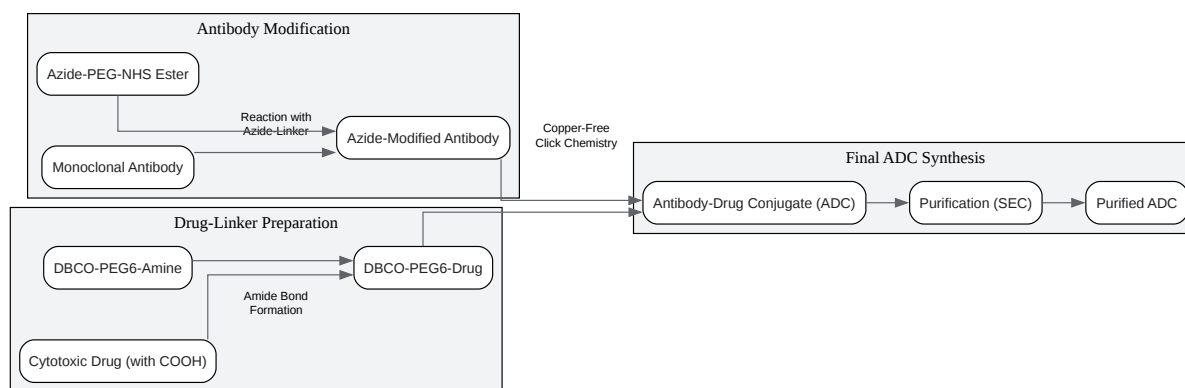 Antibody Modification
Azide-PEG-NHS Ester
Reaction with
Azide-Linker
Azide-Modified Antibody
Monoclonal Antibody
Copper-Free
Click Chemistry
Drug-Linker Preparation
DBCO-PEG6-Amine
DBCO-PEG6-Drug
Amide Bond
Formation
Cytotoxic Drug (with COOH)
Final ADC Synthesis
Antibody-Drug Conjugate (ADC)
Purification (SEC)
Purified ADC